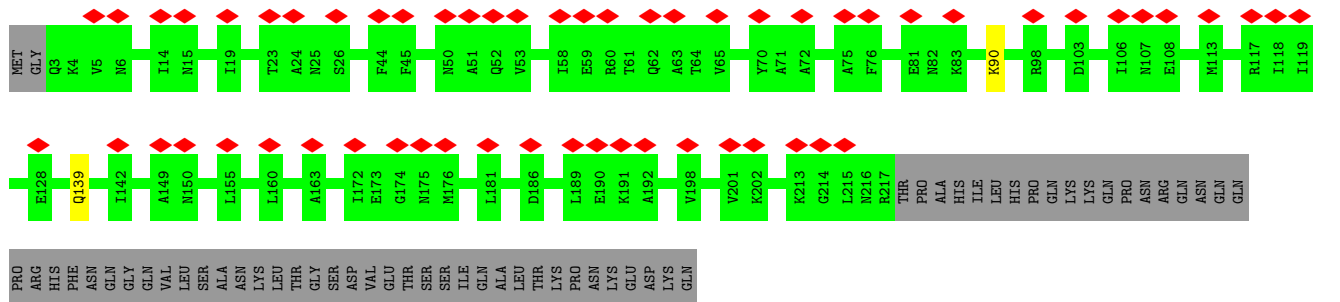 MET GLY Q3 K4 V5 N6 I14 N15 I19 T23 A24 N25 S26 F44 F45 N50 A51 Q52 V53 I58 E59 R60 T61 Q62 A63 T64 V65 Y70 A71 A72 A75 F76 E81 N82 K83 K90 R98 D103 I106 N107 E108 M113 R117 I118 I119
E128 Q139 I142 A149 N150 L155 L160 A163 I172 E173 G174 N175 M176 L181 D186 L189 E190 K191 A192 V198 V201 K202 K213 G214 L215 N216 R217 THR PRO ALA HIS ILE LEU HIS PRO GLN LYS LYS GLN PRO ASN ARG GLN ASN GLN GLN
PRO ARG HIS PHE ASN GLN GLY GLN VAL LEU SER ALA ASN LYS LEU THR GLY SER ASP VAL GLU THR SER SER ILE GLN ALA LEU THR LYS PRO ASN LYS GLU ASP LYS GLN